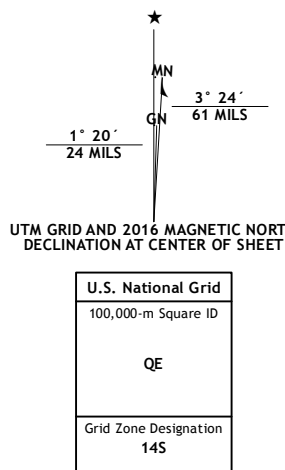 ★
MN
3° 24´
61 MILS
GN
1° 20´
24 MILS
UTM GRID AND 2016 MAGNETIC NORT
DECLINATION AT CENTER OF SHEET
U.S. National Grid
100,000-m Square ID
QE
Grid Zone Designation
14S